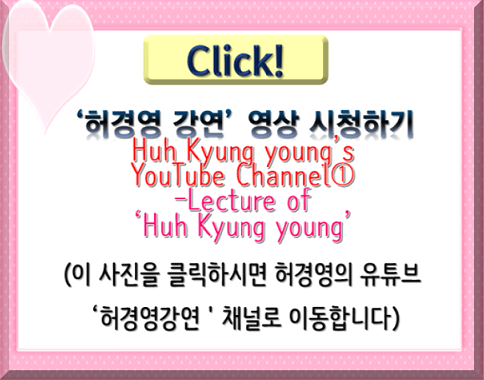 Click!
‘허경영 강연’ 영상 시청하기
Huh Kyung young's
YouTube Channel①
-Lecture of
‘Huh Kyung young’
(이 사진을 클릭하시면 허경영의 유튜브
‘허경영강연 ' 채널로 이동합니다)